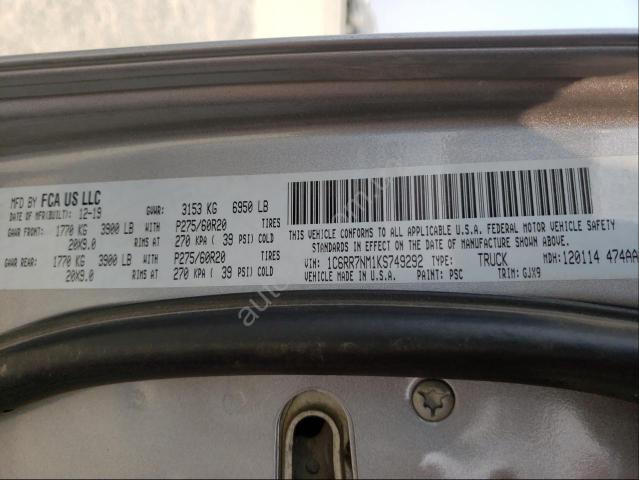 MFD BY FCA US LLC
DATE OF MFR(BUILT): 12-19 GVWR: 3153 KG 6950 LB
GAWR FRONT: 1770 KG 3900 LB WITH P275/60R20 TIRES
20X9.0 RIMS AT 270 KPA ( 39 PSI) COLD
GAWR REAR: 1770 KG 3900 LB WITH P275/60R20 TIRES
20X9.0 RIMS AT 270 KPA ( 39 PSI) COLD
THIS VEHICLE CONFORMS TO ALL APPLICABLE U.S.A. FEDERAL MOTOR VEHICLE SAFETY
STANDARDS IN EFFECT ON THE DATE OF MANUFACTURE SHOWN ABOVE.
VIN: 1C6RR7NM1KS749292 TYPE: TRUCK MDH:120114 474AA
VEHICLE MADE IN U.S.A. PAINT: PSC TRIM: GJX9